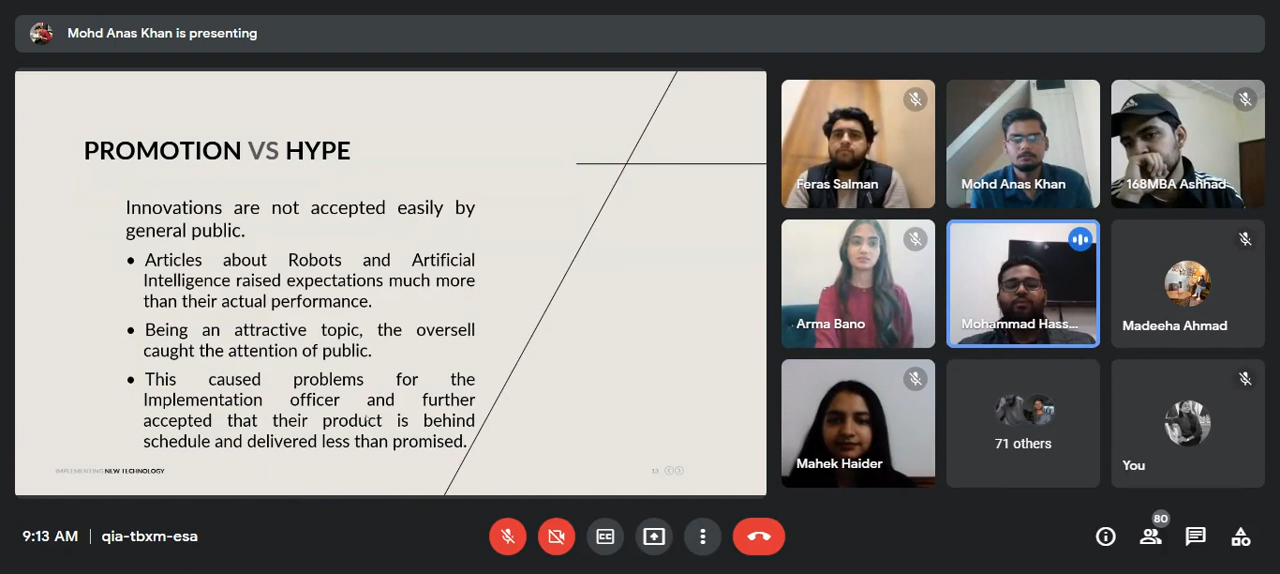 Mohd Anas Khan is presenting
PROMOTION VS HYPE
Innovations are not accepted easily by
general public.
• Articles about Robots and Artificial
Intelligence raised expectations much more
than their actual performance.
• Being an attractive topic, the oversell
caught the attention of public.
• This caused problems for the
Implementation officer and further
accepted that their product is behind
schedule and delivered less than promised.
IMPLEMENTING NEW TECHNOLOGY
13
Feras Salman
Mohd Anas Khan
168MBA Ashhad
Arma Bano
Mohammad Hass...
Madeeha Ahmad
Mahek Haider
71 others
You
9:13 AM | qia-tbxm-esa
CC
80